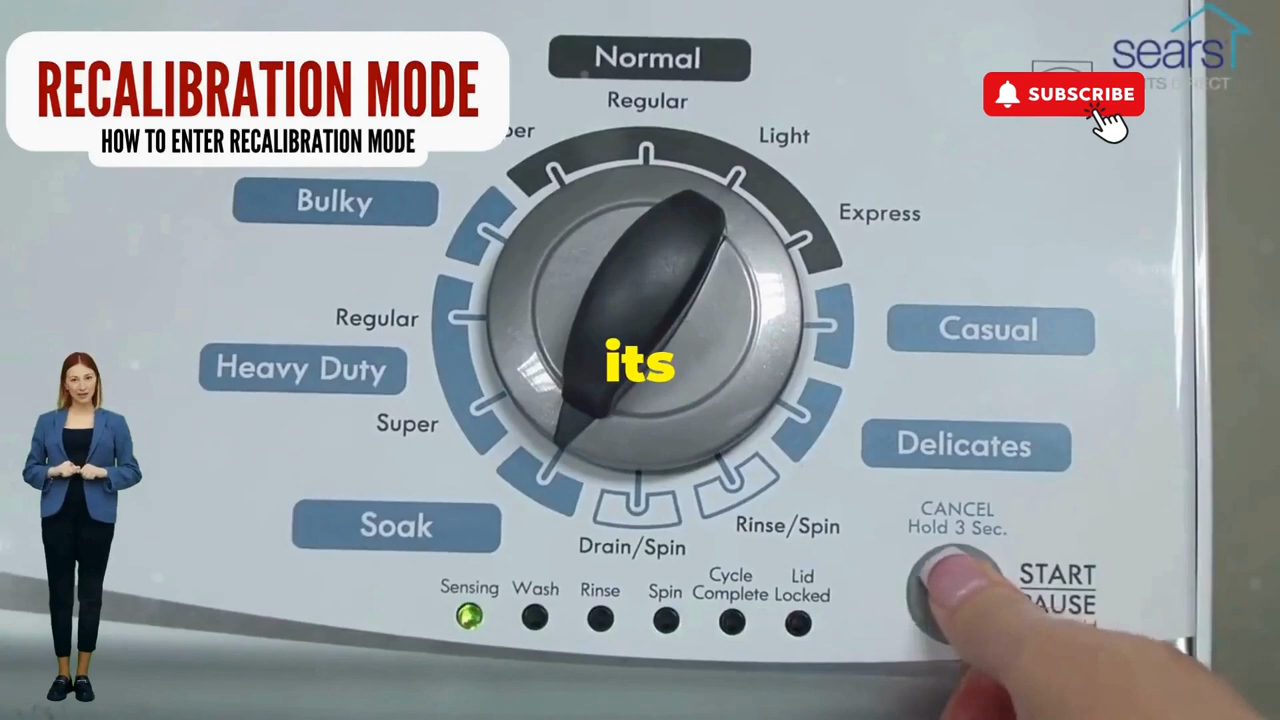 RECALIBRATION MODE
HOW TO ENTER RECALIBRATION MODE
sears
SUBSCRIBE
Normal
Regular
Light
Express
Bulky
Regular
Heavy Duty
Super
Casual
Delicates
Soak
its
Rinse/Spin
Drain/Spin
CANCEL
Hold 3 Sec.
START
Sensing
Wash
Rinse
Spin
Cycle
Complete
Lid
Locked